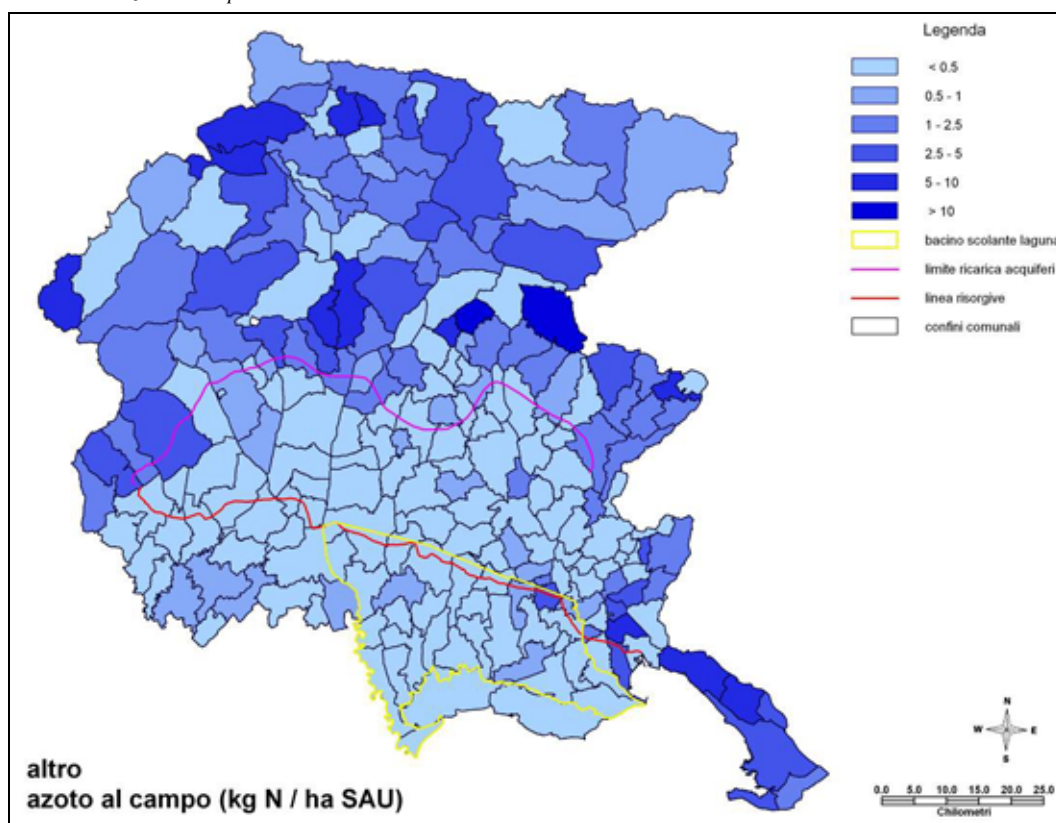 Legenda
< 0.5
0.5 - 1
1 - 2.5
2.5 - 5
5 - 10
> 10
bacino scolante laguna
limite ricarica acquiferi
linea risorgive
confini comunali
N
W E
S
altro
azoto al campo (kg N / ha SAU)
0.0 5.0 10.0 15.0 20.0 25.0
Chilometri